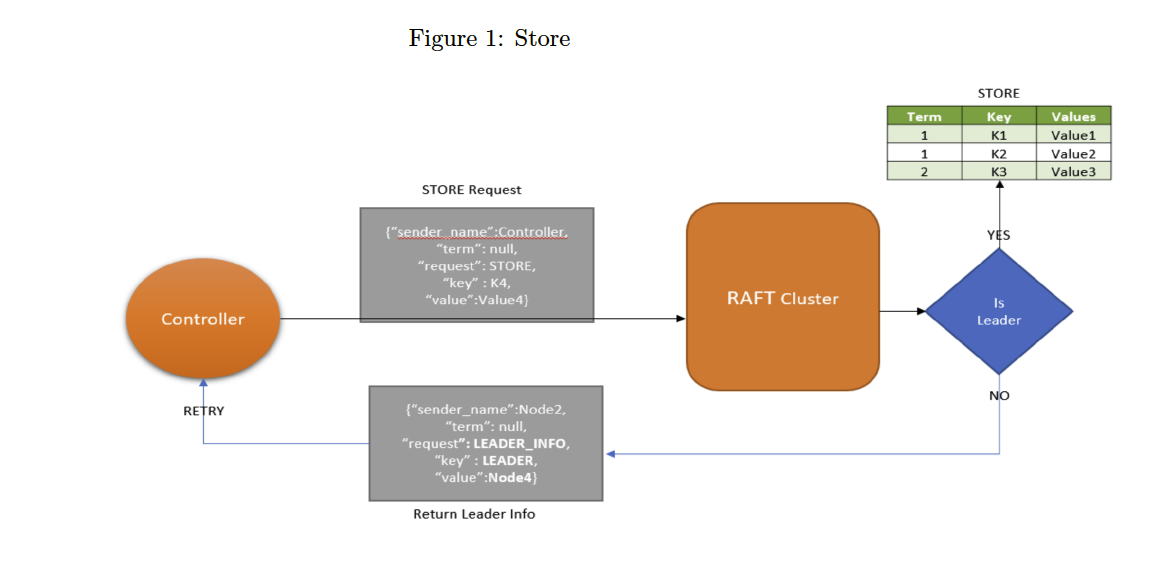 Figure 1: Store
STORE
Term Key Values
1 K1 Value1
1 K2 Value2
2 K3 Value3
STORE Request
{“sender_name”:Controller,
“term”: null,
“request”: STORE,
“key” : K4,
“value”:Value4}
YES
RAFT Cluster
Is
Leader
Controller
NO
RETRY
{“sender_name”:Node2,
“term”: null,
“request”: LEADER_INFO,
“key” : LEADER,
“value”:Node4}
Return Leader Info